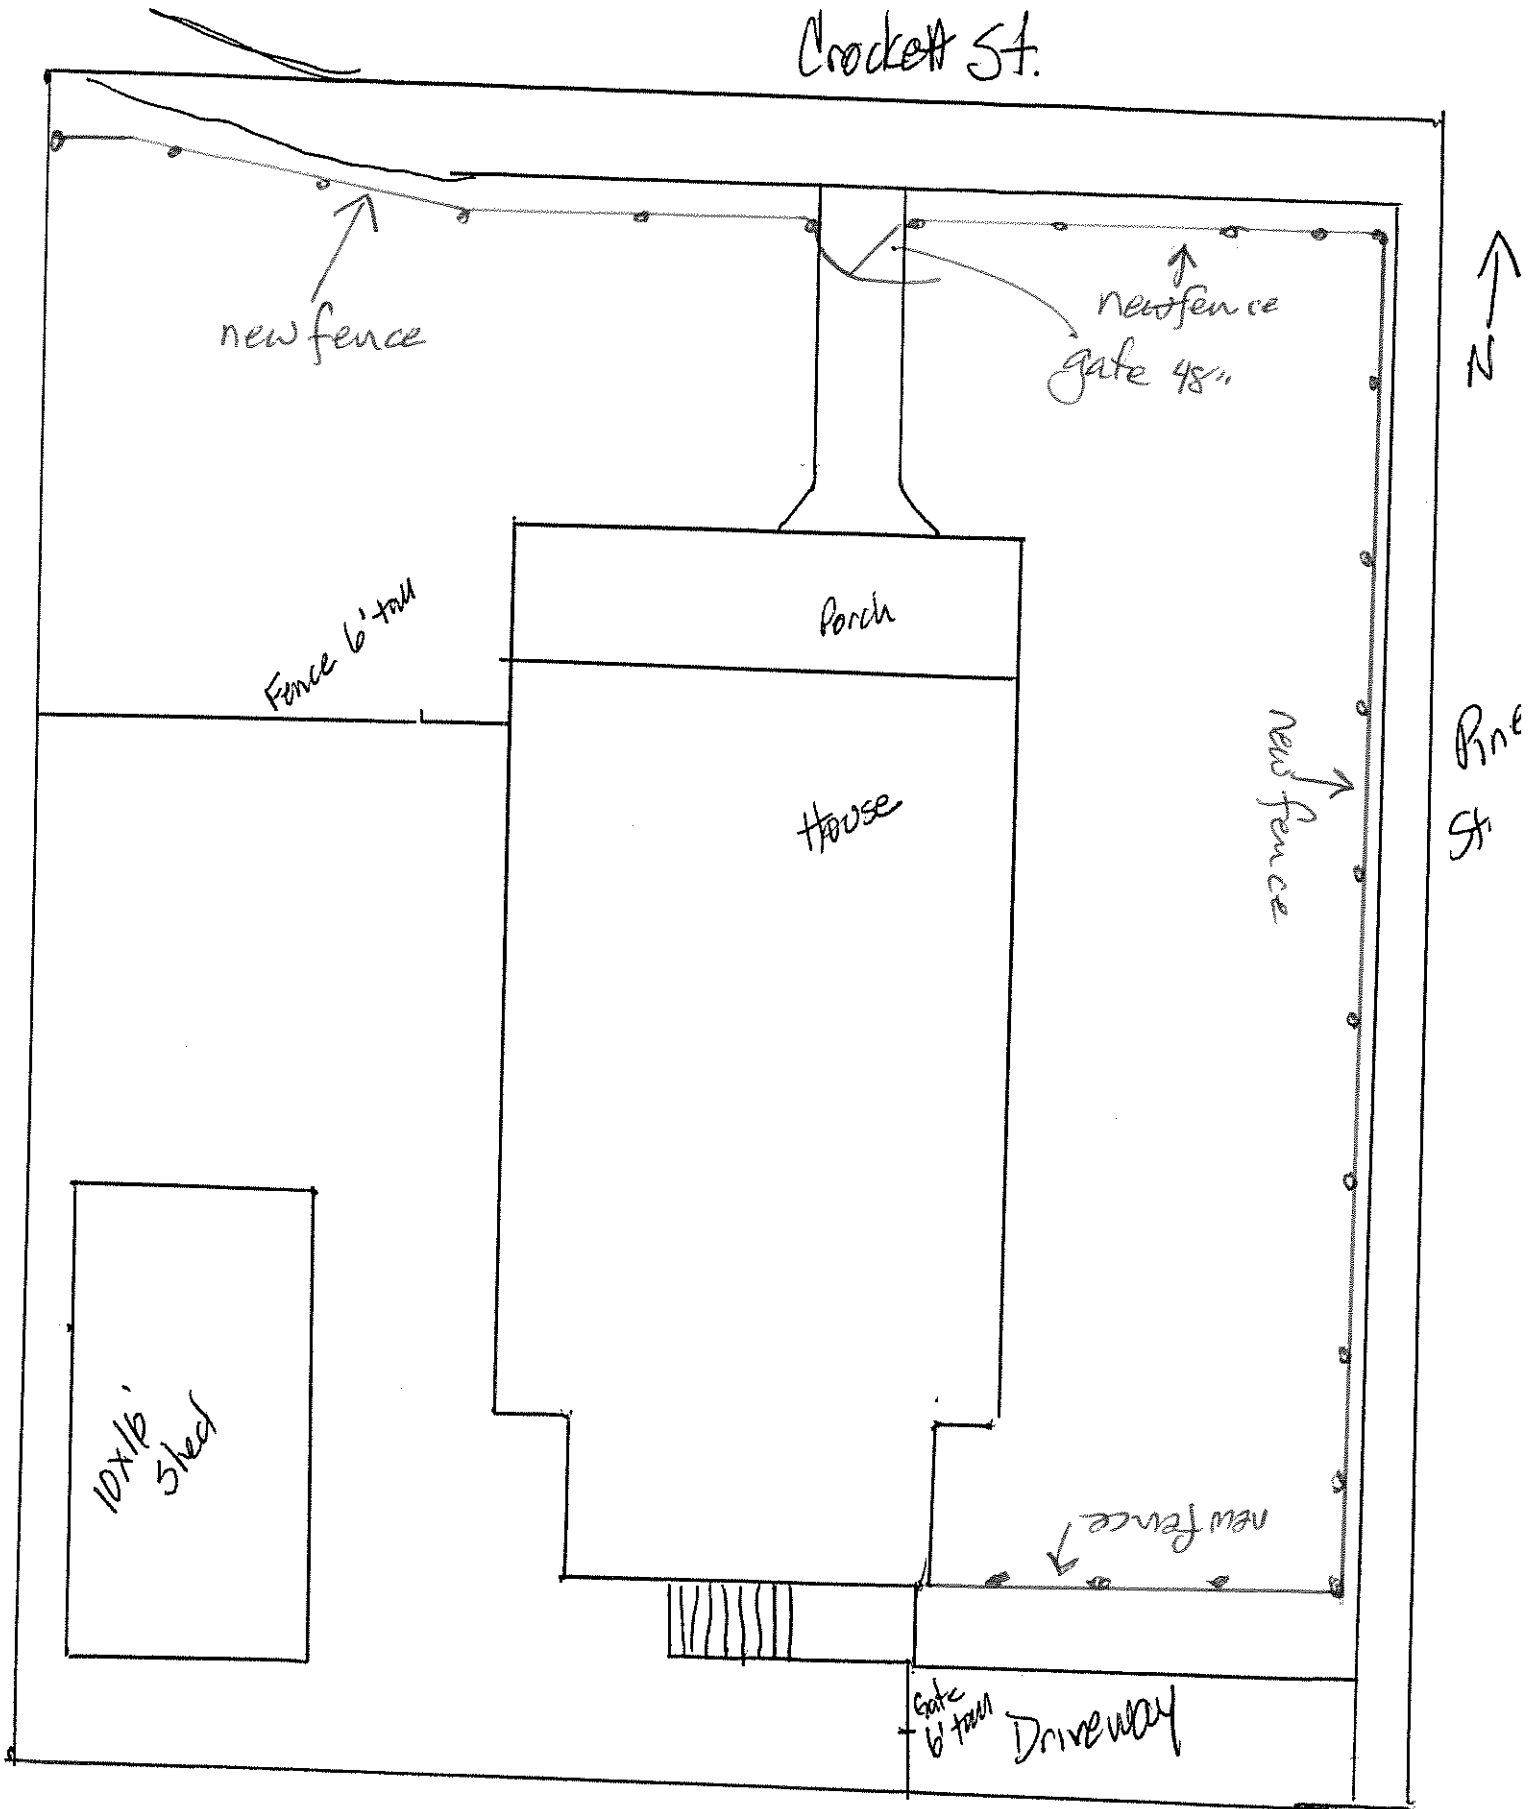 Crockett St.
new fence
new fence
gate 48"
N
Fence 6' tall
Porch
Pine
St.
House
new fence
10x16'
Shed
new fence
Gate
6' tall
Driveway